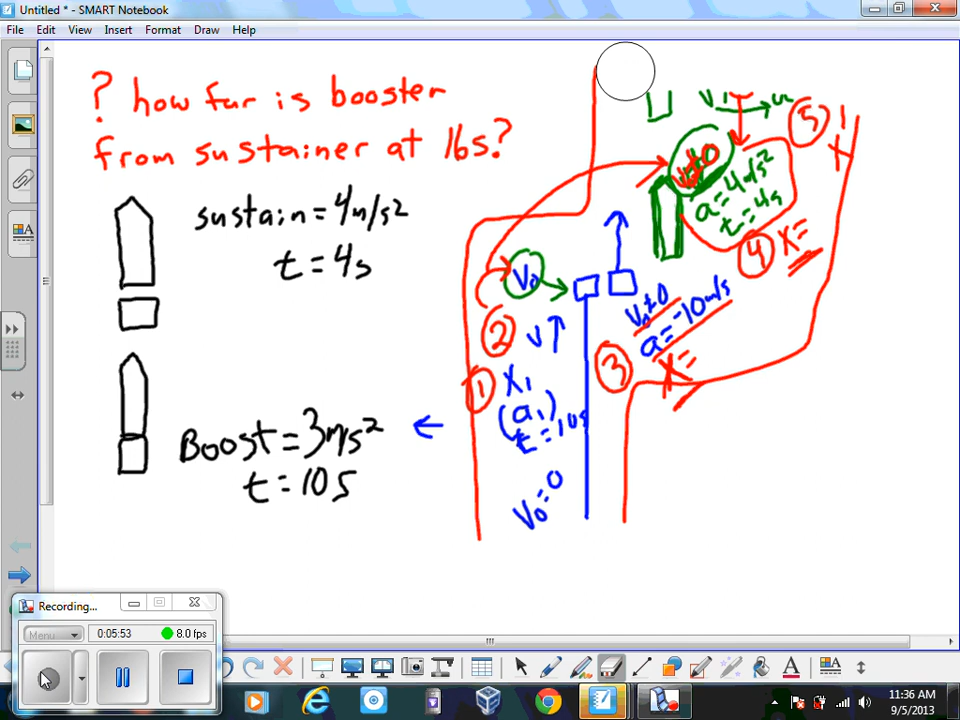 Untitled * - SMART Notebook
File Edit View Insert Format Draw Help
? how far is booster
from sustainer at 16s?
sustain = 4m/s²
t = 4s
Boost = 3m/s²
t = 10s
V₀
② V
① X₁
(a₁)
t = 10s
V₀ = 0
③ X =
V₀ ≠ 0
a = -10m/s
a = 4m/s²
t = 4s
④ X =
⑤
Recording...
Menu
0:05:53
8.0 fps
11:36 AM
9/5/2013